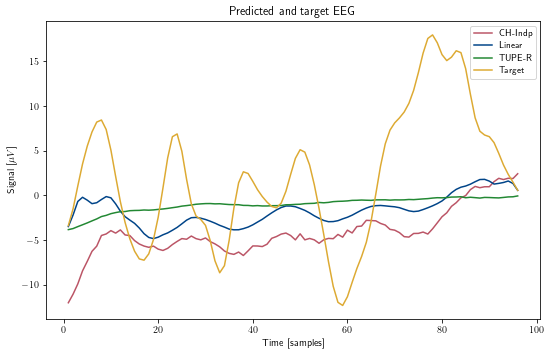 Predicted and target EEG
CH-Indp
Linear
TUPE-R
Target
Signal [μV]
15
10
5
0
−5
−10
0
20
40
60
80
100
Time [samples]